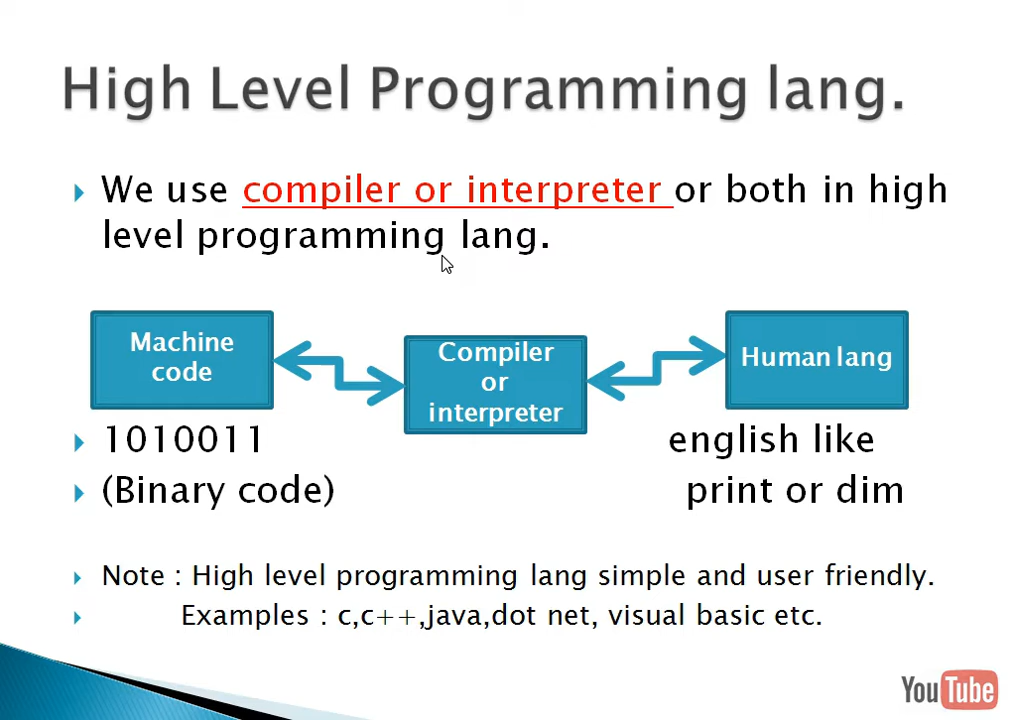 High Level Programming lang.
We use compiler or interpreter or both in high
level programming lang.
Machine
code
Compiler
or
interpreter
Human lang
1010011 english like
(Binary code) print or dim
Note : High level programming lang simple and user friendly.
Examples : c,c++,java,dot net, visual basic etc.
YouTube